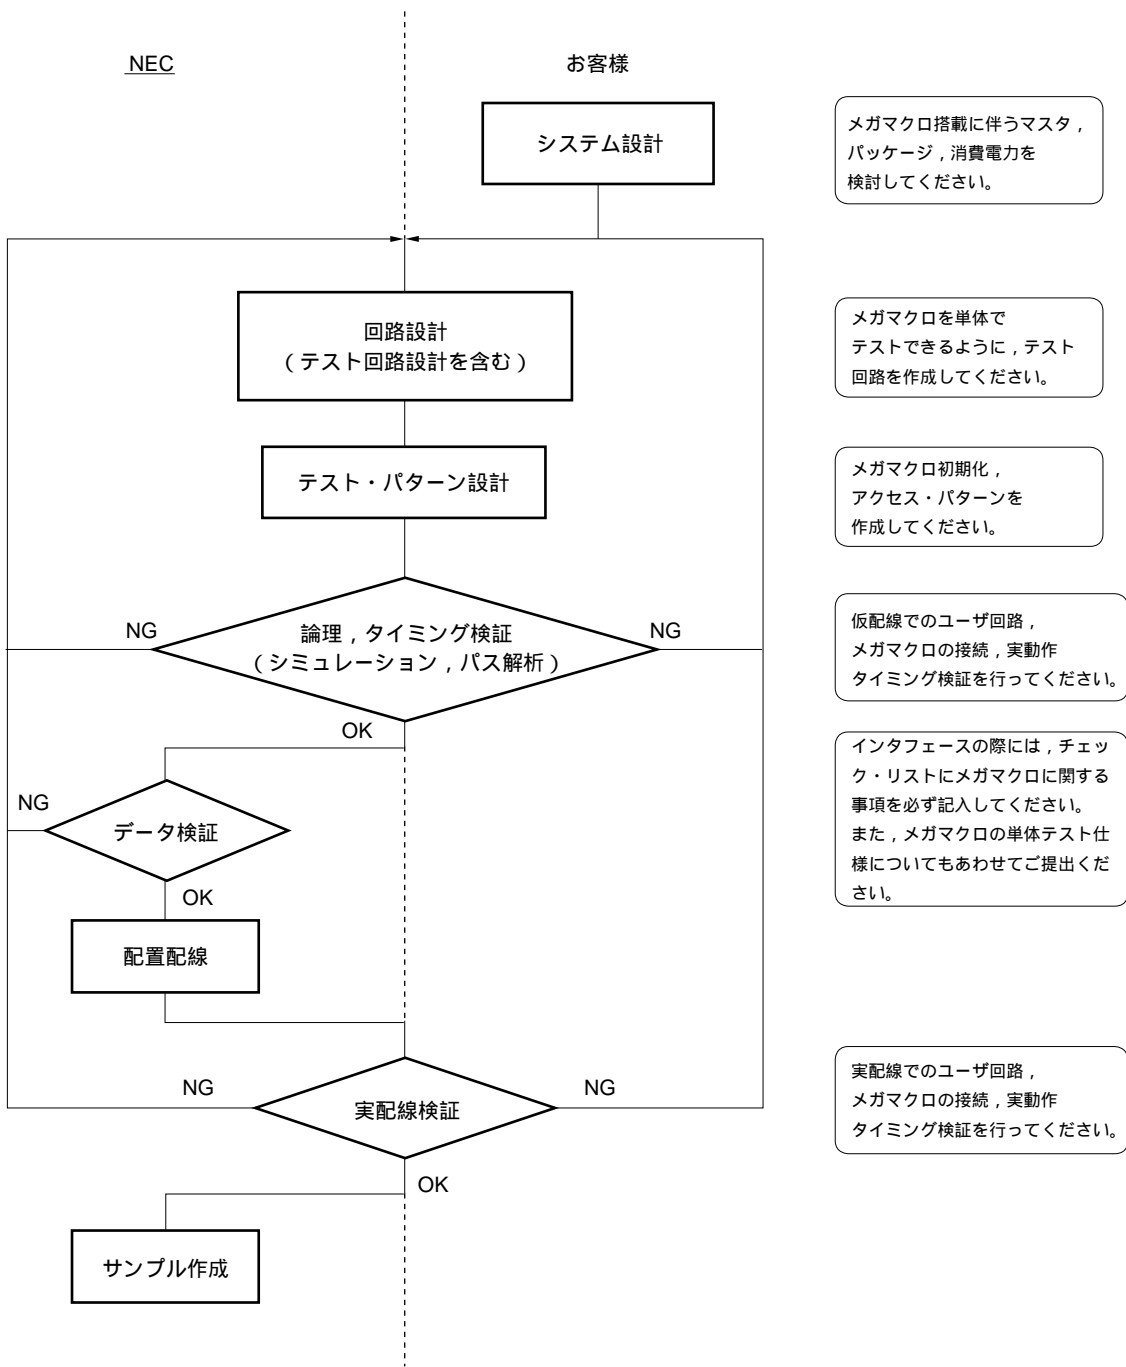 NEC
お客様
システム設計
メガマクロ搭載に伴うマスタ，
パッケージ，消費電力を
検討してください。
回路設計
（テスト回路設計を含む）
メガマクロを単体で
テストできるように，テスト
回路を作成してください。
テスト・パターン設計
メガマクロ初期化，
アクセス・パターンを
作成してください。
NG
論理，タイミング検証
（シミュレーション，パス解析）
NG
仮配線でのユーザ回路，
メガマクロの接続，実動作
タイミング検証を行ってください。
OK
インタフェースの際には，チェッ
ク・リストにメガマクロに関する
事項を必ず記入してください。
また，メガマクロの単体テスト仕
様についてもあわせてご提出くだ
さい。
NG
データ検証
OK
配置配線
NG
実配線検証
NG
実配線でのユーザ回路，
メガマクロの接続，実動作
タイミング検証を行ってください。
OK
サンプル作成